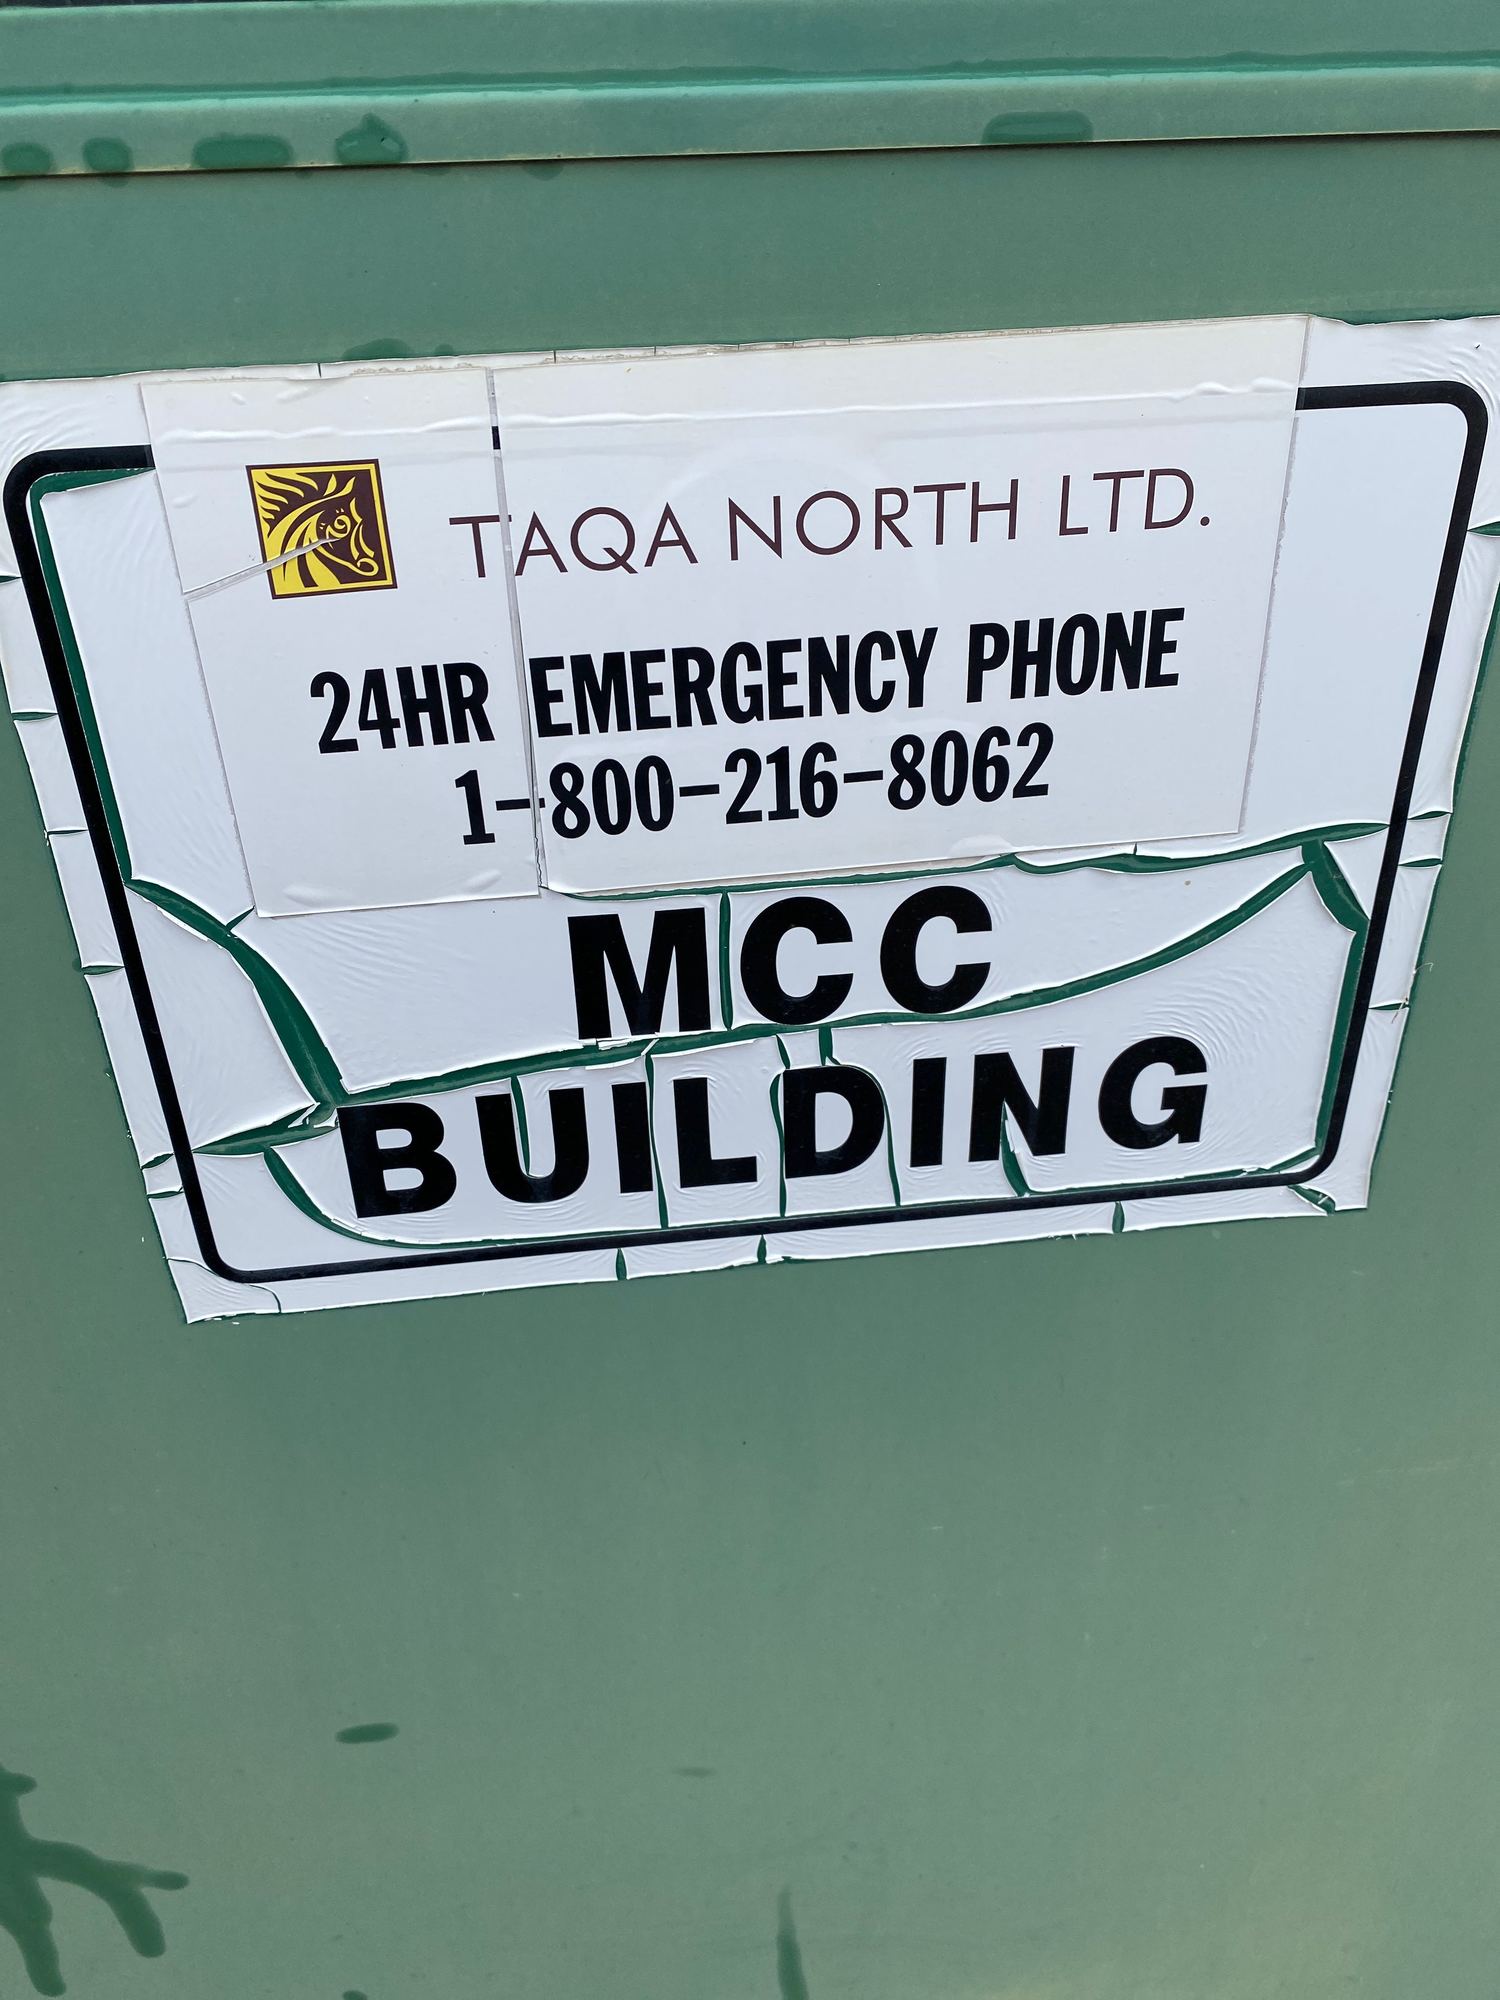 TAQA NORTH LTD.
24HR EMERGENCY PHONE
1-800-216-8062
MCC
BUILDING